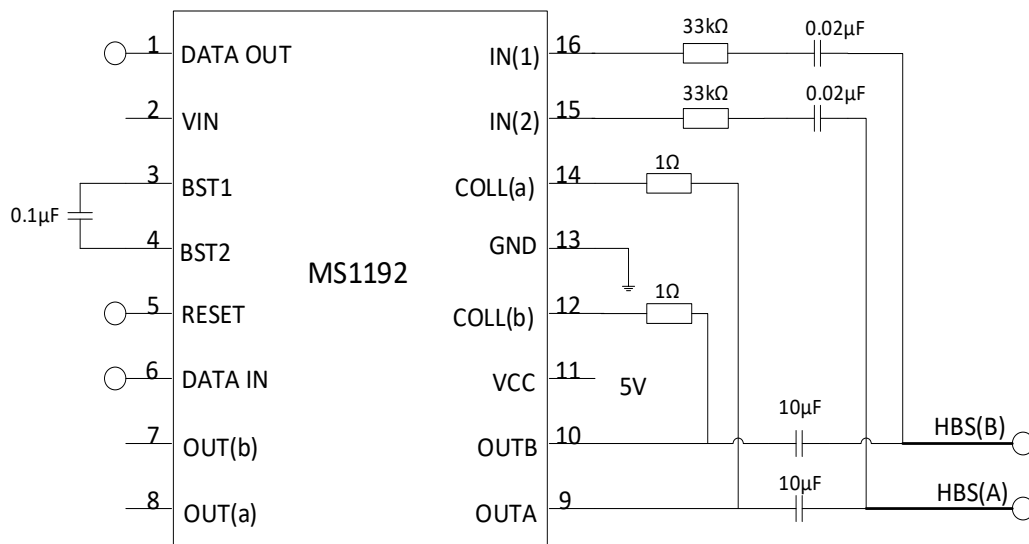 1
DATA OUT
2
VIN
3
BST1
0.1μF
4
BST2
5
RESET
6
DATA IN
7
OUT(b)
8
OUT(a)
MS1192
16
IN(1)
33kΩ
0.02μF
15
IN(2)
33kΩ
0.02μF
14
COLL(a)
1Ω
13
GND
12
COLL(b)
1Ω
11
VCC
5V
10
OUTB
10μF
HBS(B)
9
OUTA
10μF
HBS(A)